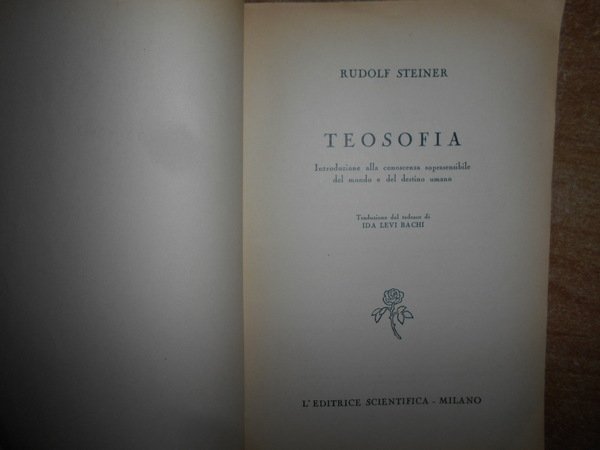 RUDOLF STEINER
TEOSOFIA
Introduzione alla conoscenza soprasensibile
del mondo e del destino umano
Traduzione dal tedesco di
IDA LEVI BACHI
L'EDITRICE SCIENTIFICA - MILANO